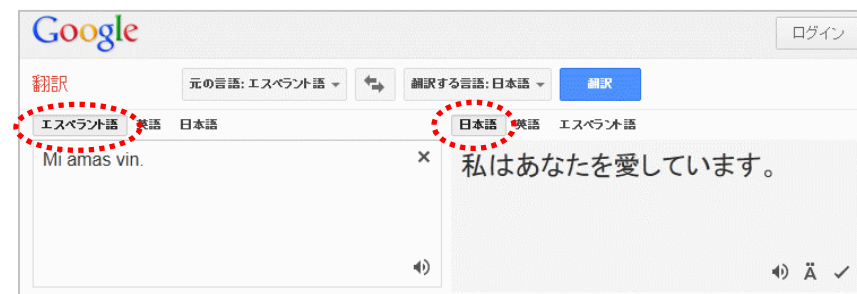 Google ログイン
翻訳 元の言語: エスペラント語 翻訳する言語: 日本語 翻訳
エスペラント語 英語 日本語 日本語 英語 エスペラント語
Mi amas vin. 私はあなたを愛しています。
Ä